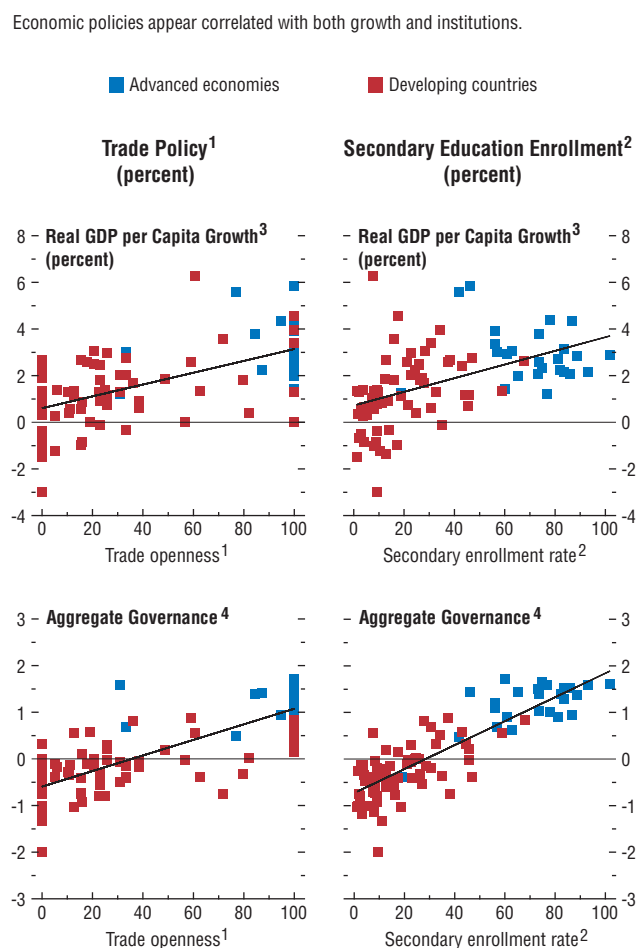 Economic policies appear correlated with both growth and institutions.
Advanced economies Developing countries
Trade Policy1
(percent)
Secondary Education Enrollment2
(percent)
Real GDP per Capita Growth3
(percent)
8
6
4
2
0
-2
-4
0 20 40 60 80 100
Trade openness1
Real GDP per Capita Growth3
(percent)
8
6
4
2
0
-2
-4
0 20 40 60 80 100
Secondary enrollment rate2
Aggregate Governance 4
3
2
1
0
-1
-2
-3
0 20 40 60 80 100
Trade openness1
Aggregate Governance 4
3
2
1
0
-1
-2
-3
0 20 40 60 80 100
Secondary enrollment rate2